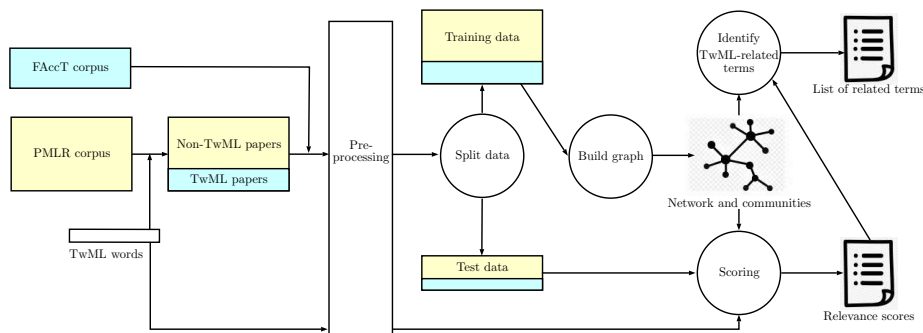 FAccT corpus
PMLR corpus
Non-TwML papers
TwML papers
TwML words
Pre-
processing
Training data
Split data
Test data
Build graph
Identify
TwML-related
terms
List of related terms
Network and communities
Scoring
Relevance scores